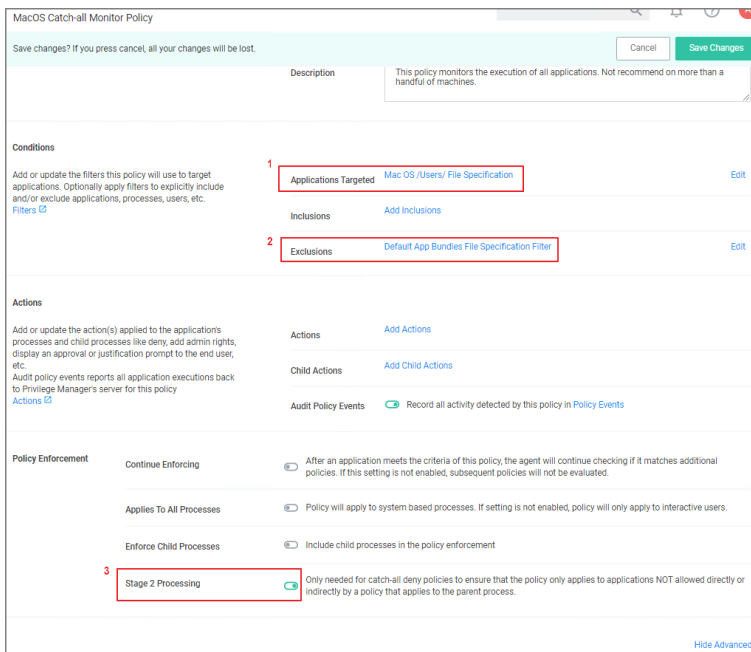 MacOS Catch-all Monitor Policy
Save changes? If you press cancel, all your changes will be lost.
Cancel
Save Changes
Description
This policy monitors the execution of all applications. Not recommend on more than a
handful of machines.
Conditions
Add or update the filters this policy will use to target
applications. Optionally apply filters to explicitly include
and/or exclude applications, processes, users, etc.
Filters
1
Applications Targeted
Mac OS /Users/ File Specification
Edit
Inclusions
Add Inclusions
2
Exclusions
Default App Bundles File Specification Filter
Edit
Actions
Add or update the action(s) applied to the application's
processes and child processes like deny, add admin rights,
display an approval or justification prompt to the end user,
etc.
Audit policy events reports all application executions back
to Privilege Manager's server for this policy
Actions
Actions
Add Actions
Child Actions
Add Child Actions
Audit Policy Events
Record all activity detected by this policy in Policy Events
Policy Enforcement
Continue Enforcing
After an application meets the criteria of this policy, the agent will continue checking if it matches additional
policies. If this setting is not enabled, subsequent policies will not be evaluated.
Applies To All Processes
Policy will apply to system based processes. If setting is not enabled, policy will only apply to interactive users.
Enforce Child Processes
Include child processes in the policy enforcement
3
Stage 2 Processing
Only needed for catch-all deny policies to ensure that the policy only applies to applications NOT allowed directly or
indirectly by a policy that applies to the parent process.
Hide Advanced